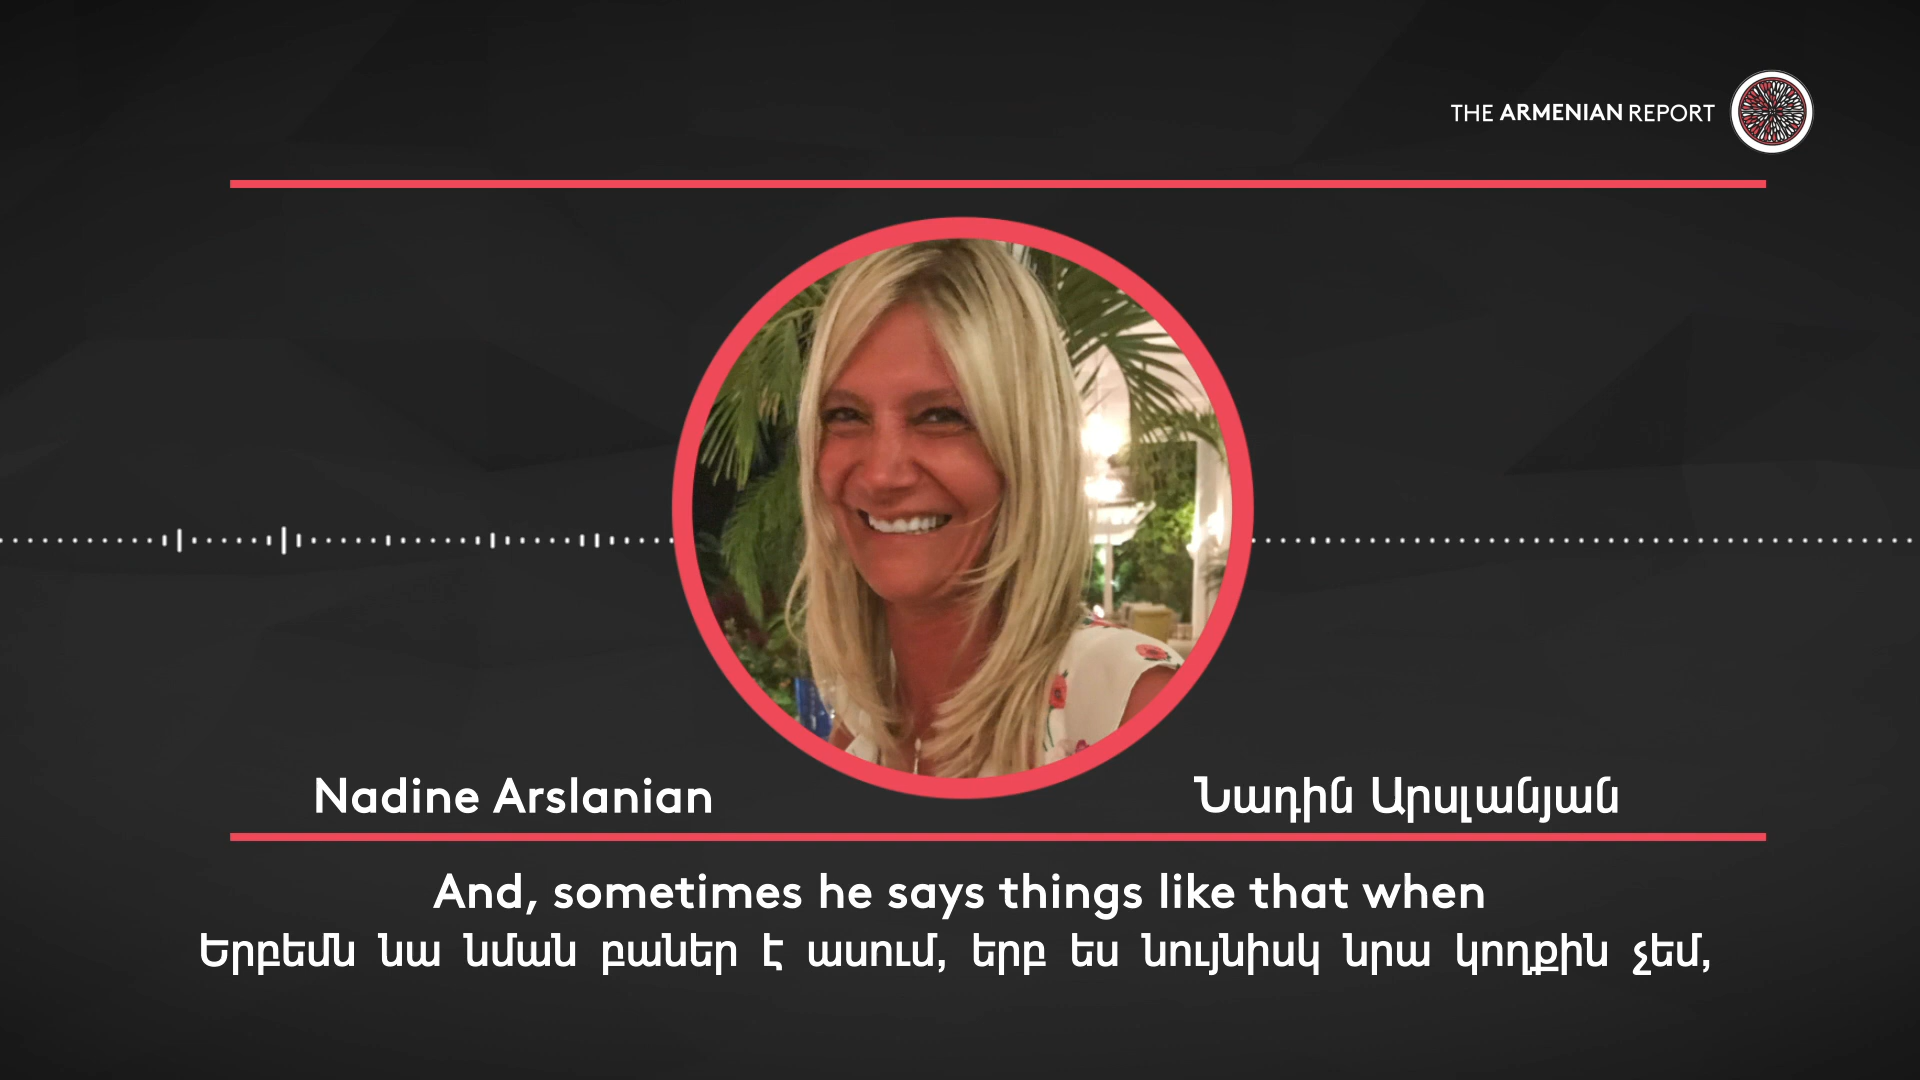 THE ARMENIAN REPORT
Nadine Arslanian
Նադին Արսլանյան
And, sometimes he says things like that when
Երբեմն նա նման բաներ է ասում, երբ ես նույնիսկ նրա կողքին չեմ,